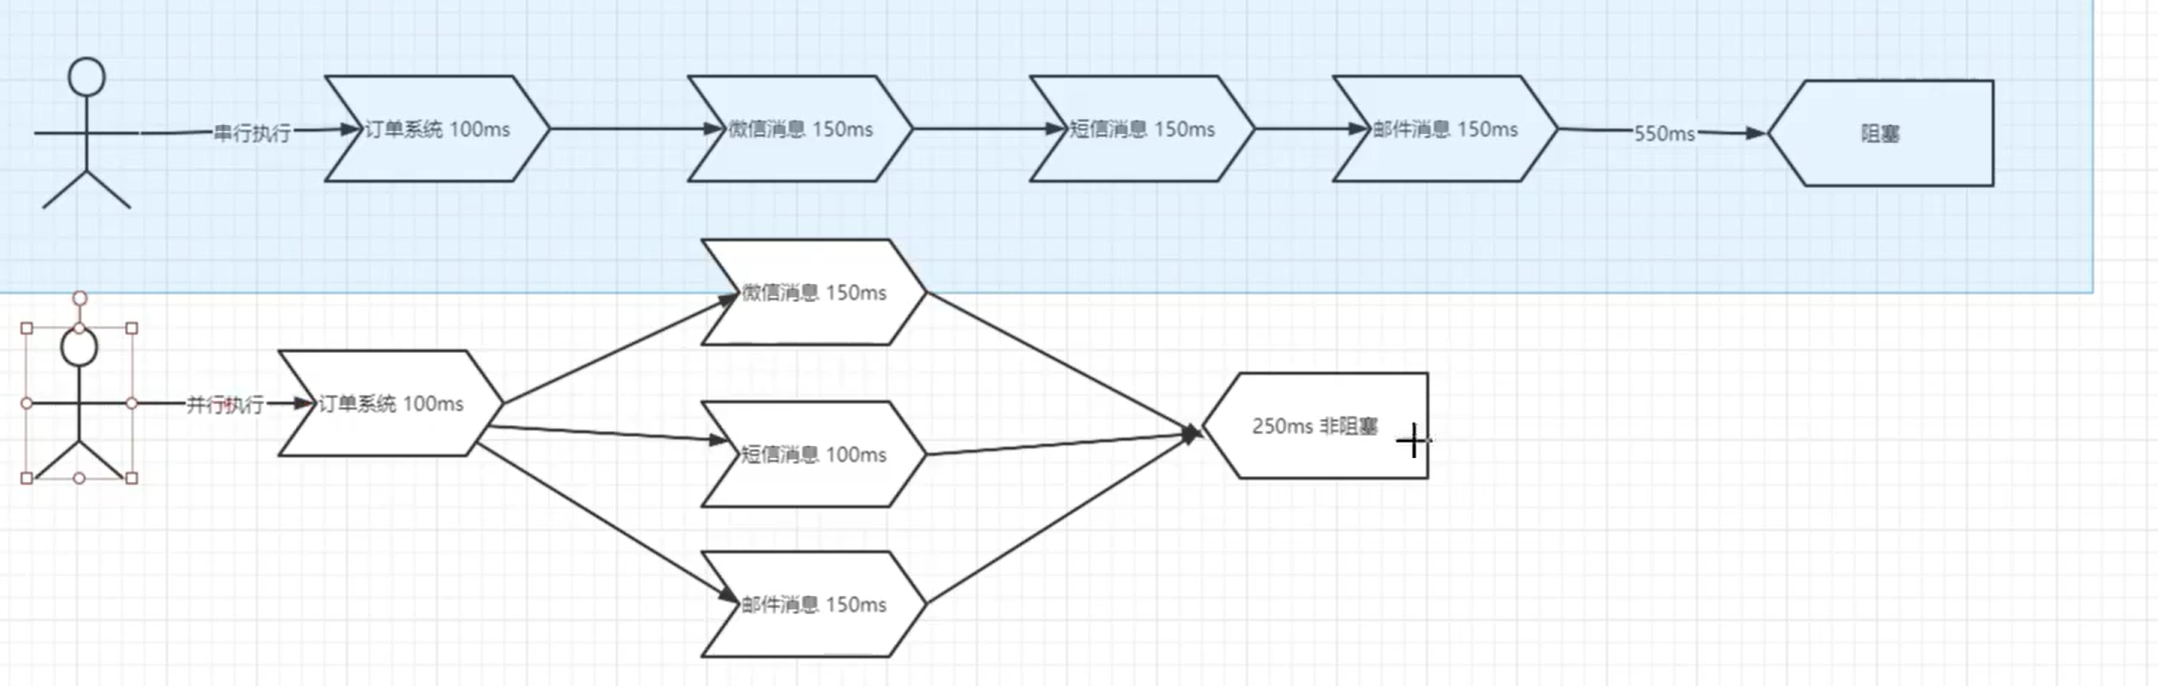 串行执行
订单系统 100ms
微信消息 150ms
短信消息 150ms
邮件消息 150ms
550ms
阻塞
并行执行
订单系统 100ms
微信消息 150ms
短信消息 100ms
邮件消息 150ms
250ms 非阻塞